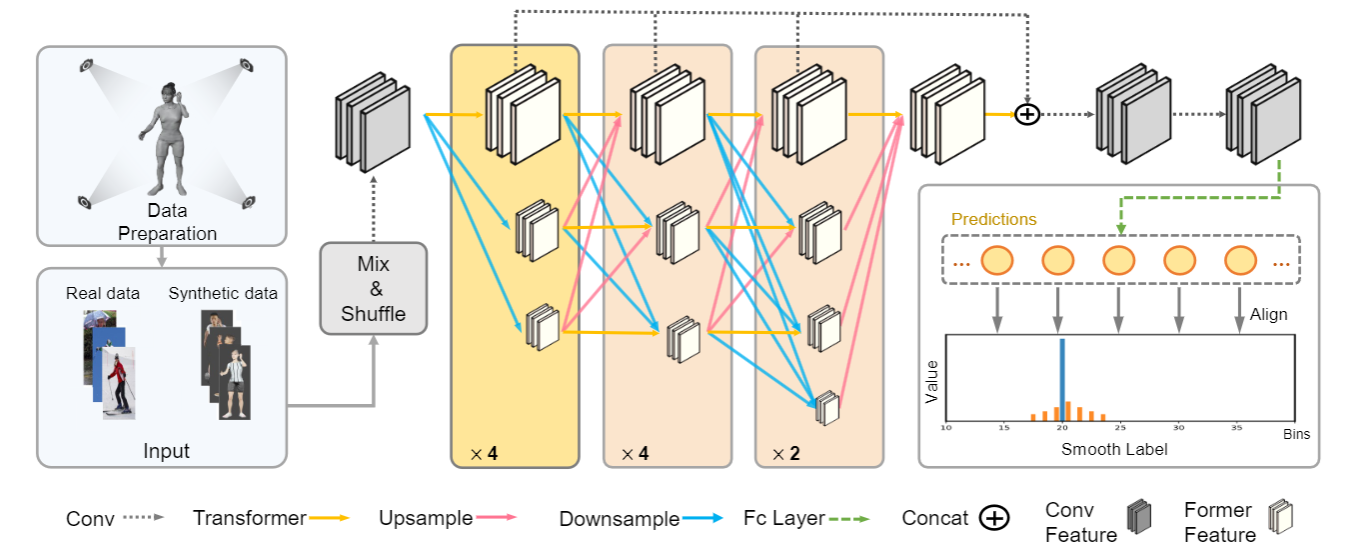 Data
Preparation
Real data
Synthetic data
Input
Mix
&
Shuffle
× 4
× 4
× 2
Predictions
...
...
Align
Value
10
15
20
25
30
35
Bins
Smooth Label
Conv
Transformer
Upsample
Downsample
Fc Layer
Concat
Conv
Feature
Former
Feature